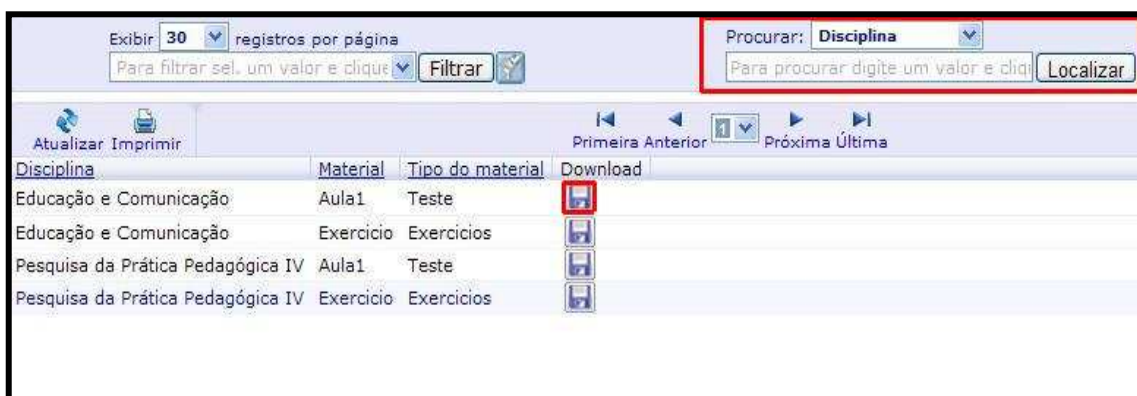 Exibir 30 registros por página
Procurar: Disciplina
Para filtrar sel. um valor e clique Filtrar
Para procurar digite um valor e cliq Localizar
Atualizar Imprimir
Primeira Anterior 1 Próxima Última
Disciplina Material Tipo do material Download
Educação e Comunicação Aula1 Teste
Educação e Comunicação Exercicio Exercicios
Pesquisa da Prática Pedagógica IV Aula1 Teste
Pesquisa da Prática Pedagógica IV Exercicio Exercicios